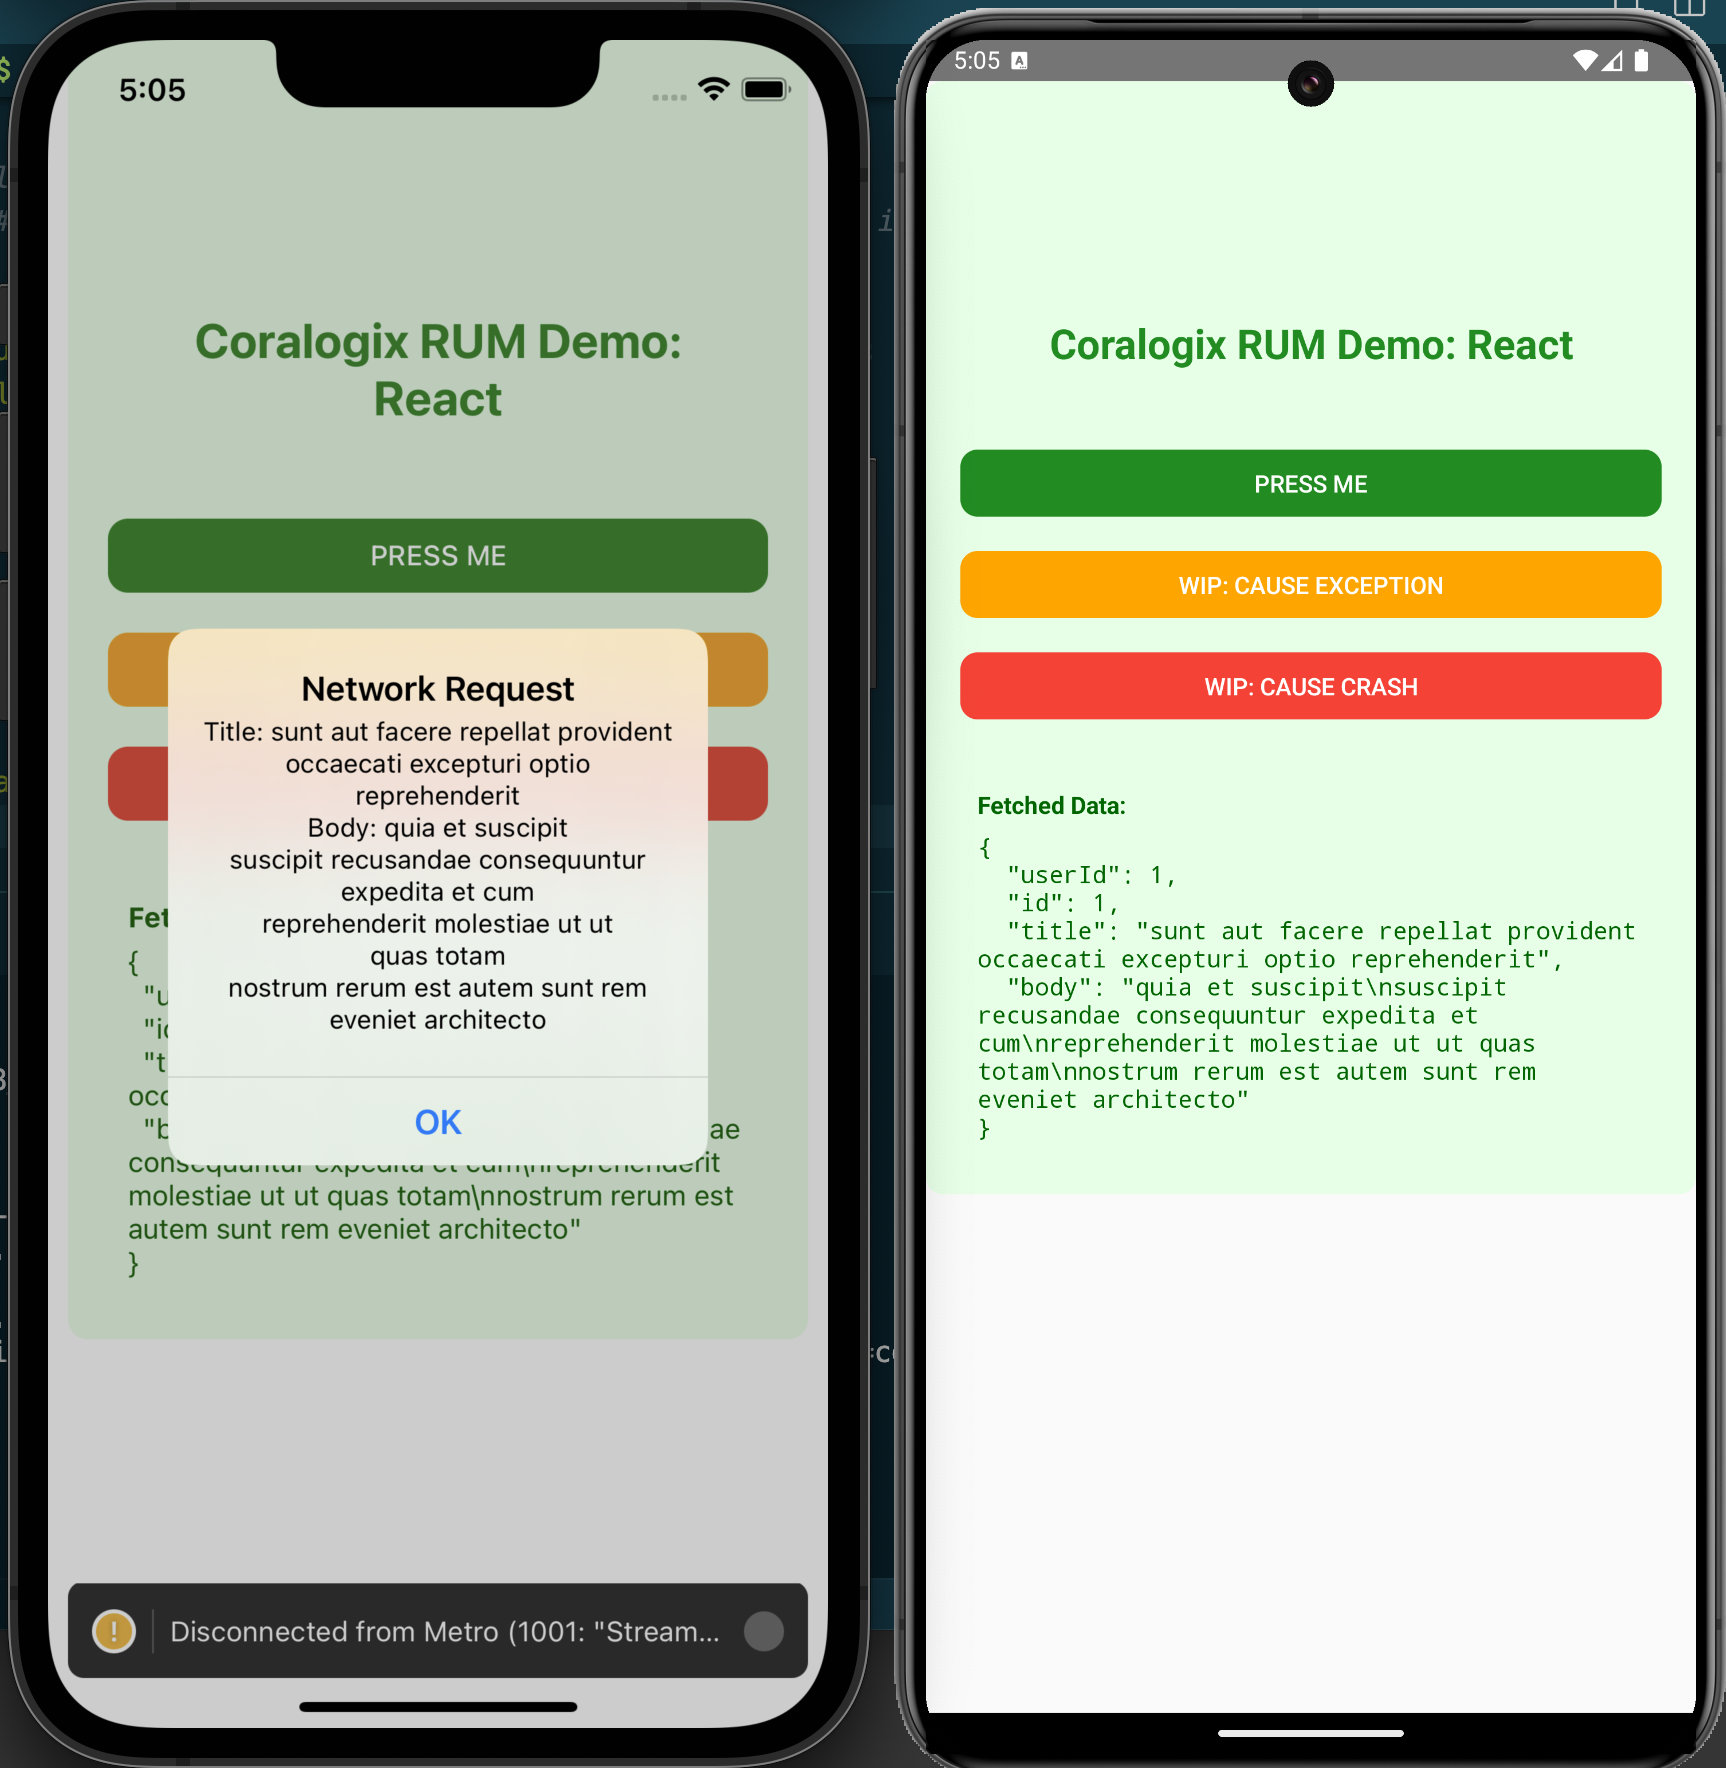 5:05
Coralogix RUM Demo:
React
PRESS ME
Network Request
Title: sunt aut facere repellat provident
occaecati excepturi optio
reprehenderit
Body: quia et suscipit
suscipit recusandae consequuntur
expedita et cum
reprehenderit molestiae ut ut
quas totam
nostrum rerum est autem sunt rem
eveniet architecto
OK
Fet
{
"u
"id
"t
occ
"b ae
consequuntur expedita et cum\nreprehenderit
molestiae ut ut quas totam\nnostrum rerum est
autem sunt rem eveniet architecto"
}
! Disconnected from Metro (1001: "Stream...
5:05 A
Coralogix RUM Demo: React
PRESS ME
WIP: CAUSE EXCEPTION
WIP: CAUSE CRASH
Fetched Data:
{
"userId": 1,
"id": 1,
"title": "sunt aut facere repellat provident
occaecati excepturi optio reprehenderit",
"body": "quia et suscipit\nsuscipit
recusandae consequuntur expedita et
cum\nreprehenderit molestiae ut ut quas
totam\nnostrum rerum est autem sunt rem
eveniet architecto"
}